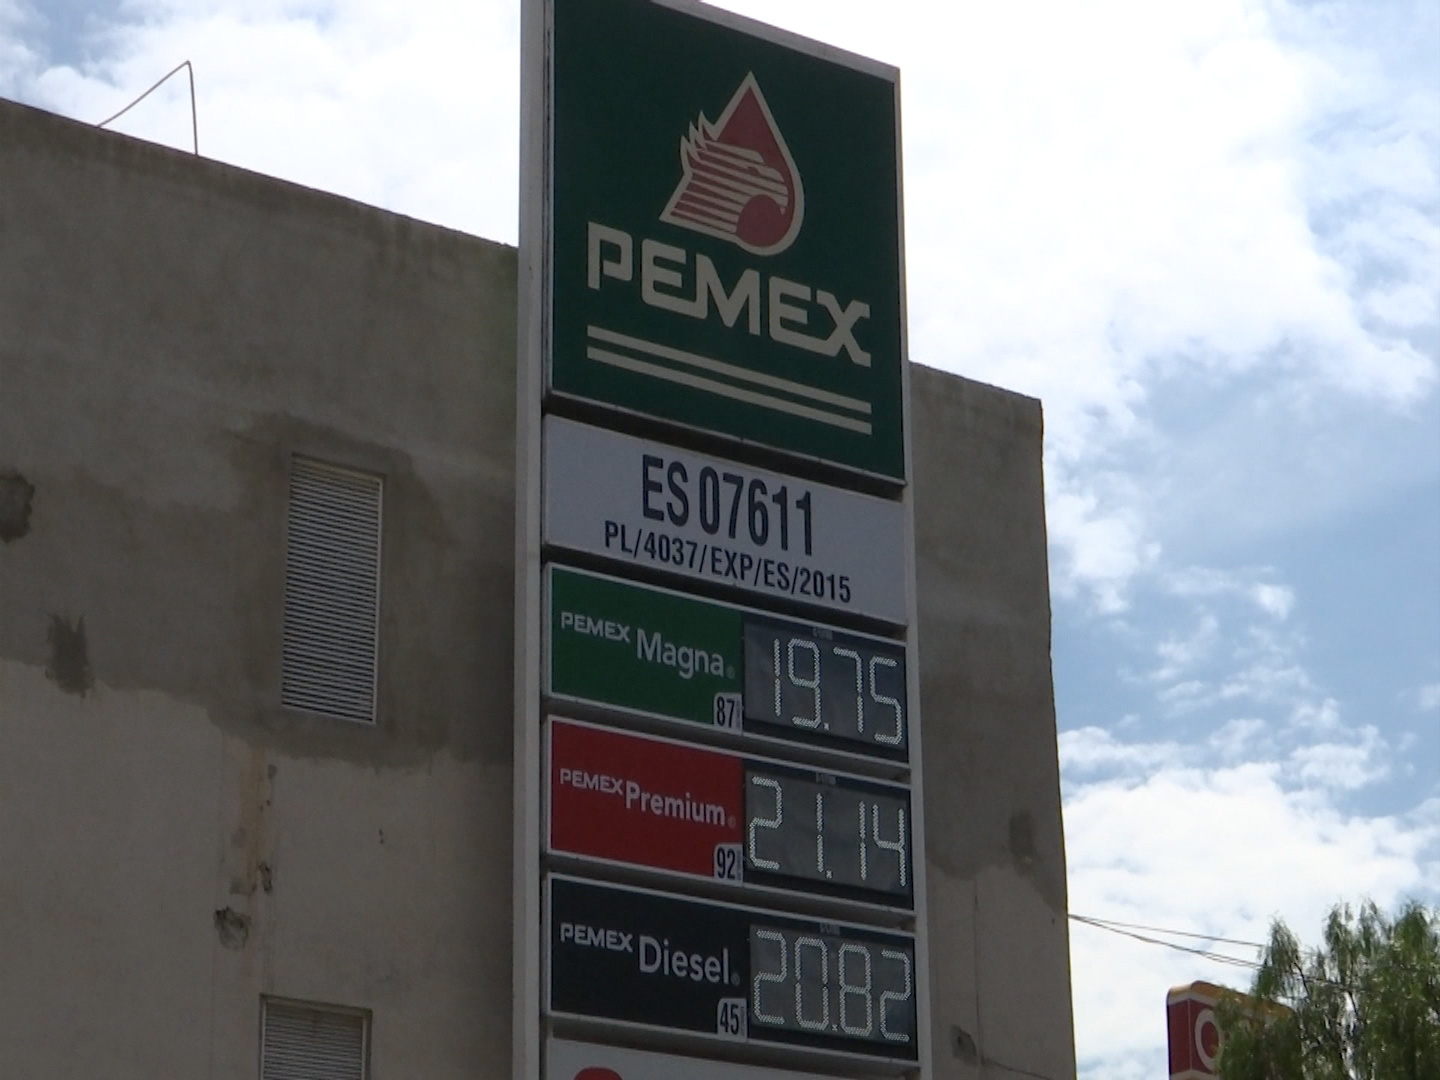 PEMEX
ES 07611
PL/4037/EXP/ES/2015
PEMEX Magna
87
19.75
PEMEX Premium
92
21.14
PEMEX Diesel
45
20.82